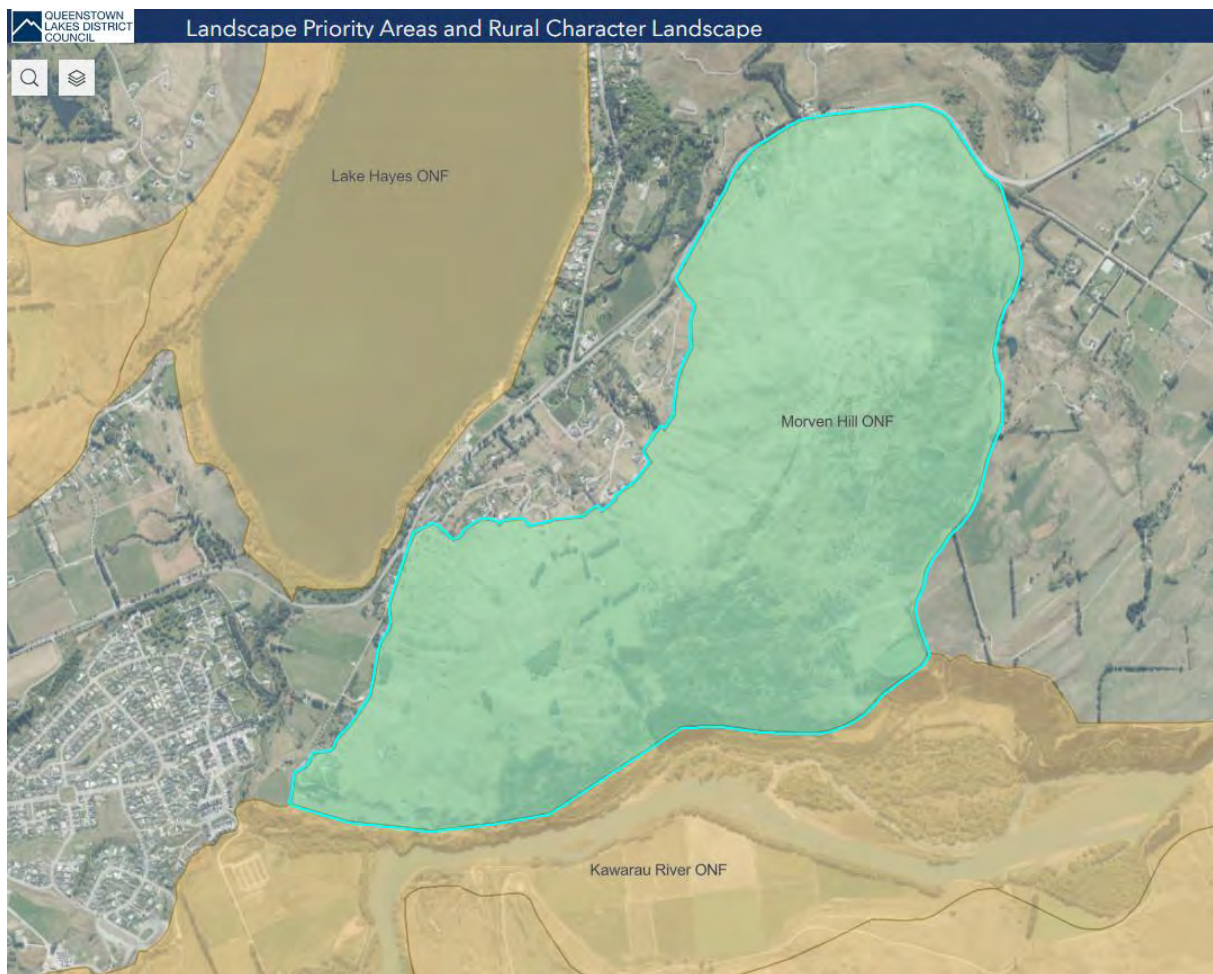 QUEENSTOWN
LAKES DISTRICT
COUNCIL
Landscape Priority Areas and Rural Character Landscape
Lake Hayes ONF
Morven Hill ONF
Kawarau River ONF